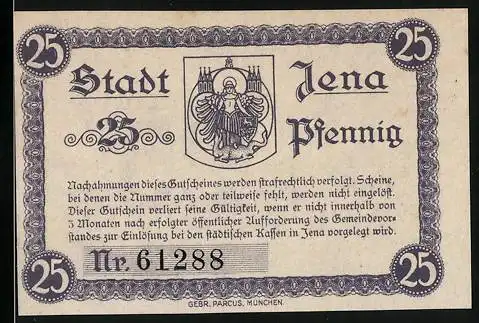 25 25
Stadt Jena
25 Pfennig
Nachahmungen dieses Gutscheines werden strafrechtlich verfolgt. Scheine,
bei denen die Nummer ganz oder teilweise fehlt, werden nicht eingelöst.
Dieser Gutschein verliert seine Gültigkeit, wenn er nicht innerhalb von
3 Monaten nach erfolgter öffentlicher Aufforderung des Gemeindevor-
standes zur Einlösung bei den städtischen Kassen in Jena vorgelegt wird.
Nr. 61288
25 25
GEBR. PARCUS, MÜNCHEN.